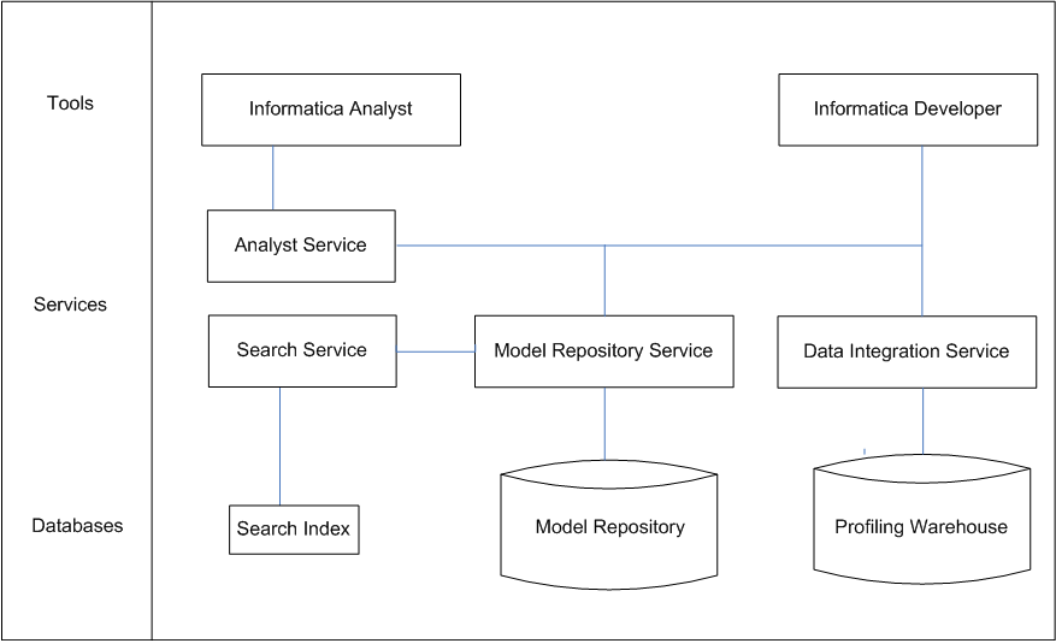 Tools
Informatica Analyst
Informatica Developer
Analyst Service
Services
Search Service
Model Repository Service
Data Integration Service
Databases
Search Index
Model Repository
Profiling Warehouse